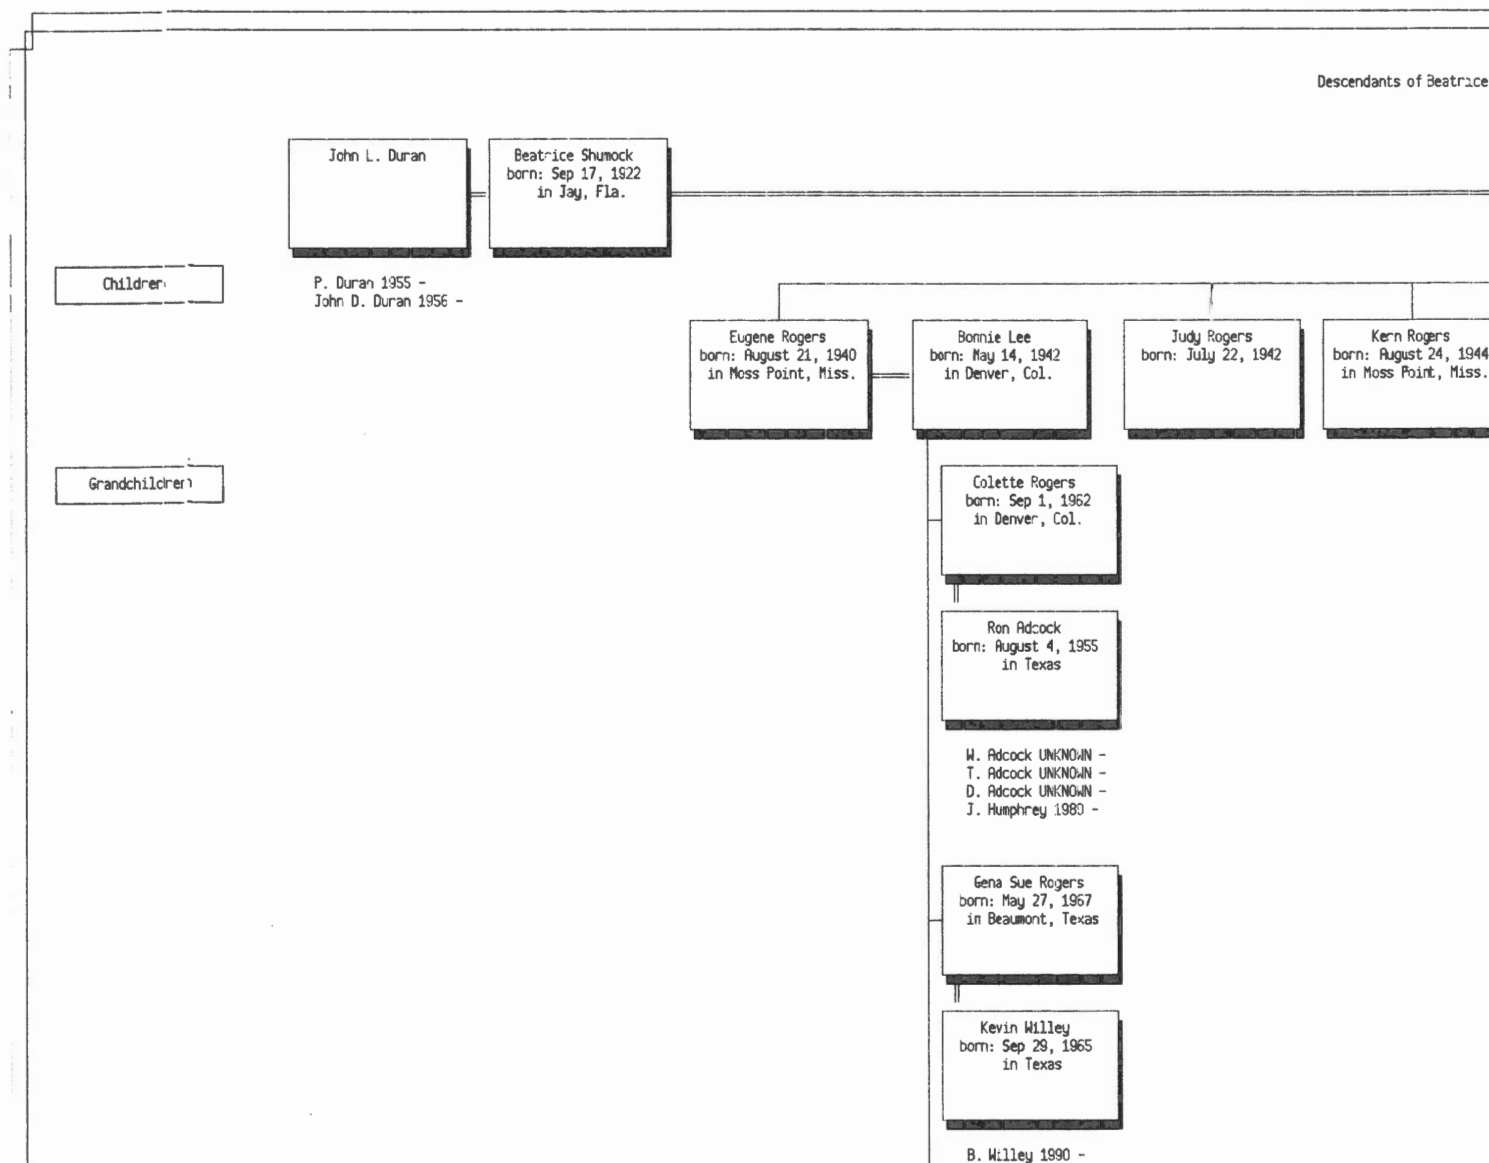 Descendants of Beatrice
John L. Duran
Beatrice Shumock
born: Sep 17, 1922
in Jay, Fla.
Children
P. Duran 1955 -
John D. Duran 1956 -
Eugene Rogers
born: August 21, 1940
in Moss Point, Miss.
Bonnie Lee
born: May 14, 1942
in Denver, Col.
Judy Rogers
born: July 22, 1942
Kern Rogers
born: August 24, 1944
in Moss Point, Miss.
Grandchildren
Colette Rogers
born: Sep 1, 1962
in Denver, Col.
Ron Adcock
born: August 4, 1955
in Texas
W. Adcock UNKNOWN -
T. Adcock UNKNOWN -
D. Adcock UNKNOWN -
J. Humphrey 1980 -
Gena Sue Rogers
born: May 27, 1967
in Beaumont, Texas
Kevin Willey
born: Sep 29, 1965
in Texas
B. Willey 1990 -